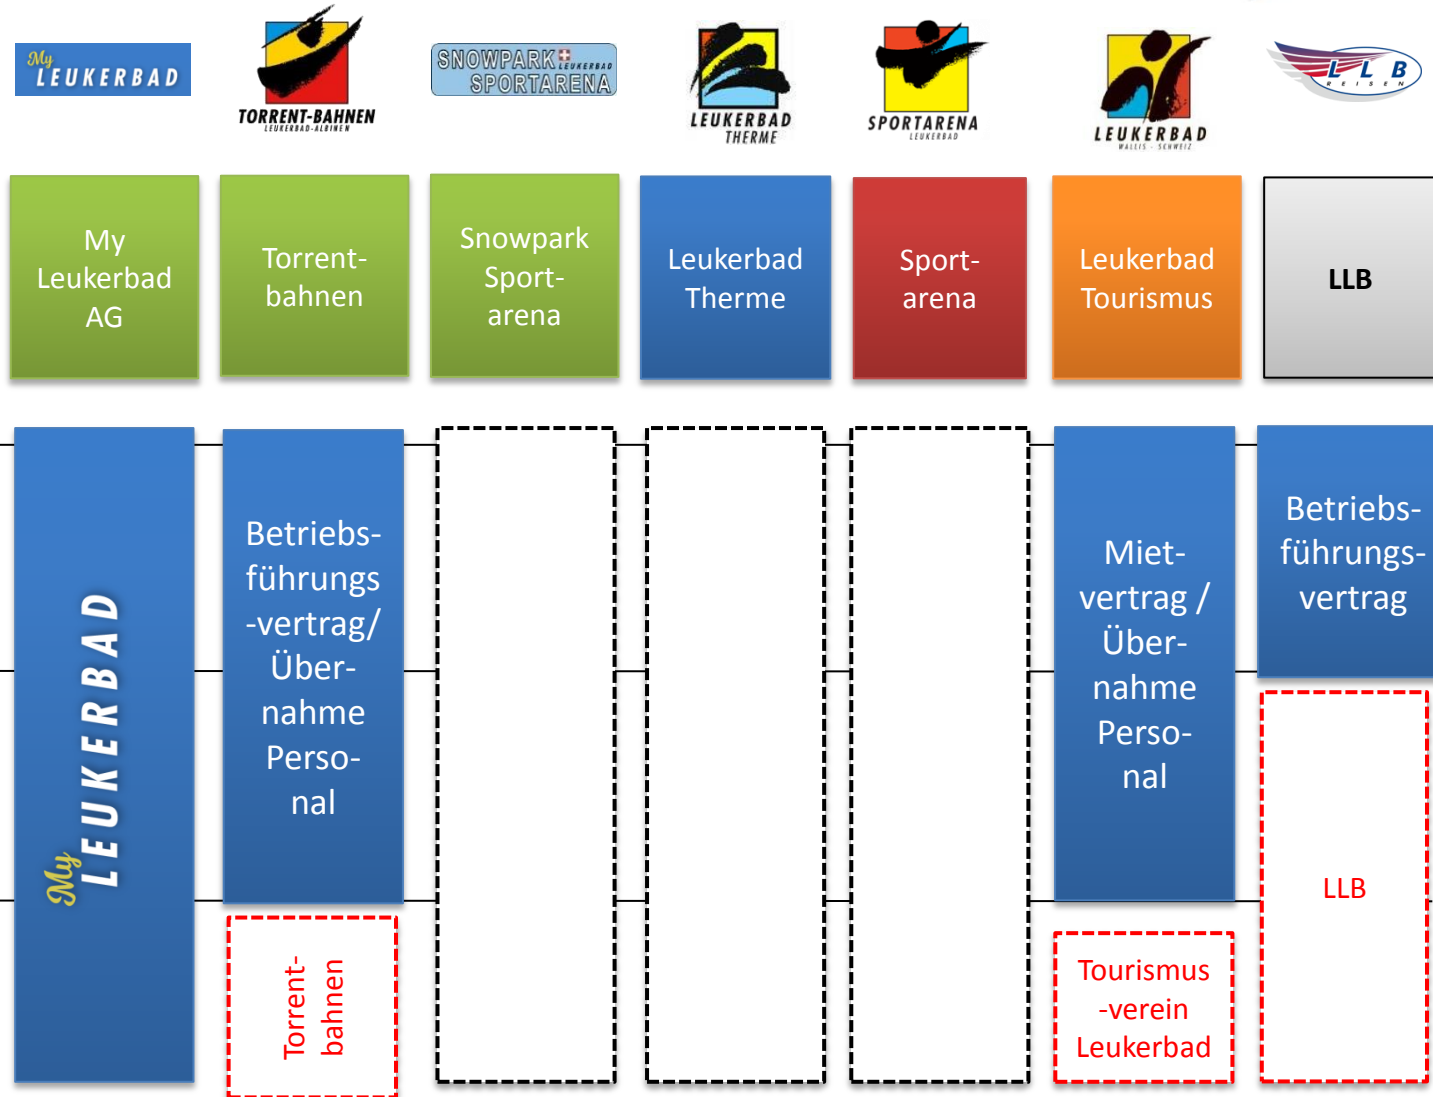 My
LEUKERBAD
TORRENT-BAHNEN
LEUKERBAD-ALBINEN
SNOWPARK LEUKERBAD
SPORTARENA
LEUKERBAD
THERME
SPORTARENA
LEUKERBAD
LEUKERBAD
WALLIS - SCHWEIZ
LLB
REISEN
My
Leukerbad
AG
Torrent-
bahnen
Snowpark
Sport-
arena
Leukerbad
Therme
Sport-
arena
Leukerbad
Tourismus
LLB
My
LEUKERBAD
Betriebs-
führungs
-vertrag/
Über-
nahme
Perso-
nal
Miet-
vertrag /
Über-
nahme
Perso-
nal
Betriebs-
führungs-
vertrag
Torrent-
bahnen
Tourismus
-verein
Leukerbad
LLB